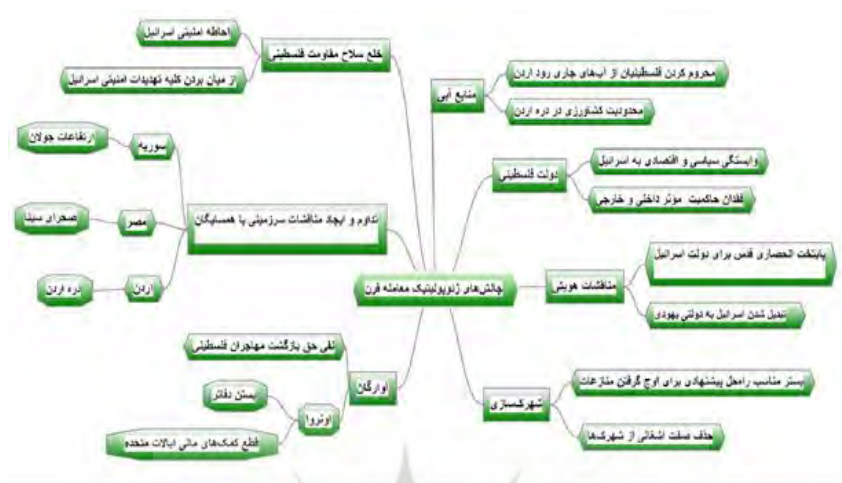 چالش‌های ژئوپولیتیک معامله قرن
منابع آبی
محروم کردن فلسطینیان از آب‌های جاری رود اردن
محدودیت کشاورزی در دره اردن
دولت فلسطینی
وابستگی سیاسی و اقتصادی به اسرائیل
فقدان حاکمیت مؤثر داخلی و خارجی
مناقشات هویتی
پایتخت انحصاری قدس برای دولت اسرائیل
تبدیل شدن اسرائیل به دولتی یهودی
شهرک‌سازی
بستر مناسب راه‌حل پیشنهادی برای اوج گرفتن منازعات
حذف صفت اشغالی از شهرک‌ها
خلع سلاح مقاومت فلسطینی
احاطه امنیتی اسرائیل
از میان بردن کلیه تهدیدات امنیتی اسرائیل
تداوم و ایجاد مناقشات سرزمینی با همسایگان
سوریه
ارتفاعات جولان
مصر
صحرای سینا
اردن
دره اردن
آوارگان
نفی حق بازگشت مهاجران فلسطینی
اونروا
بستن دفاتر
قطع کمک‌های مالی ایالات متحده